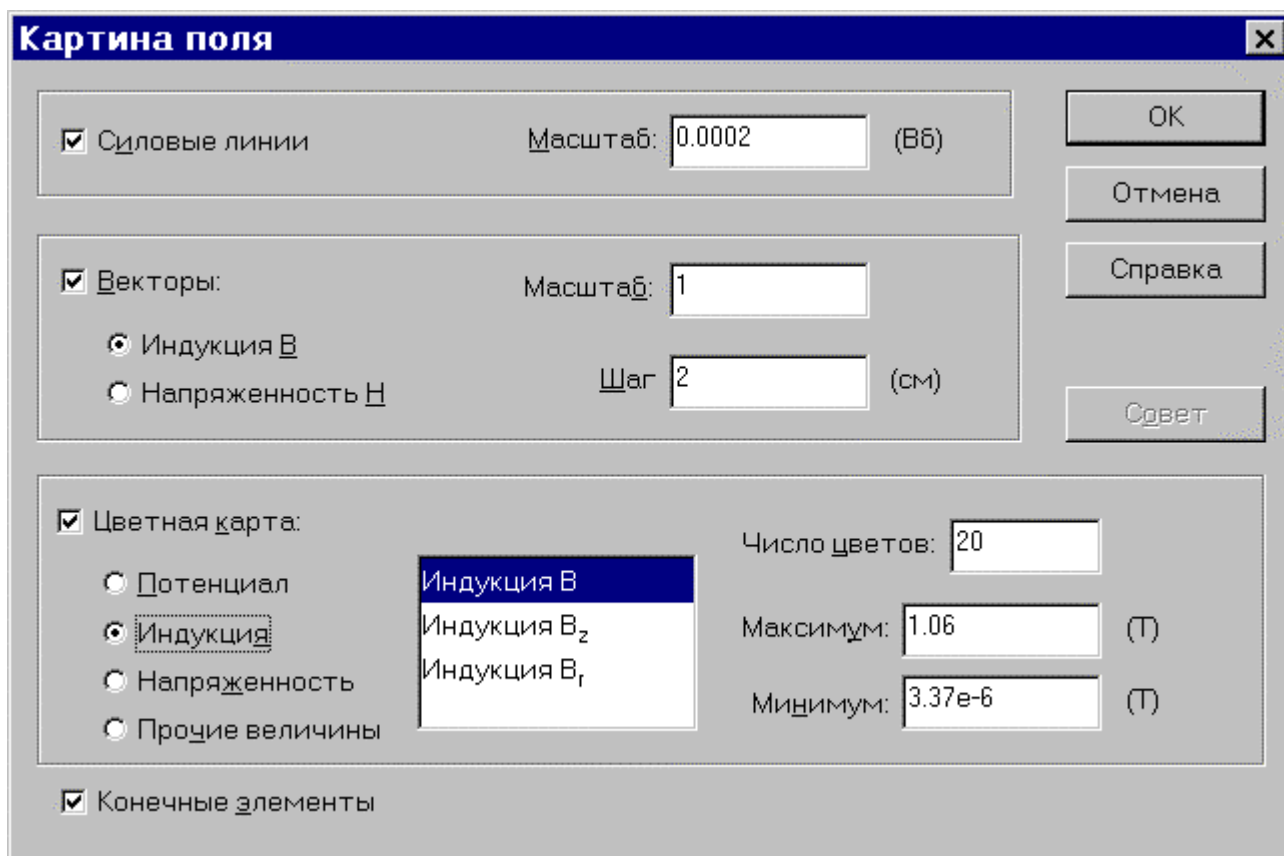 Картина поля
Силовые линии Масштаб: 0.0002 (Вб)
OK
Отмена
Справка
Совет
Векторы: Масштаб: 1
Индукция B
Напряженность H
Шаг 2 (см)
Цветная карта:
Потенциал
Индукция
Напряженность
Прочие величины
Индукция B
Индукция Bz
Индукция Br
Число цветов: 20
Максимум: 1.06 (Т)
Минимум: 3.37e-6 (Т)
Конечные элементы